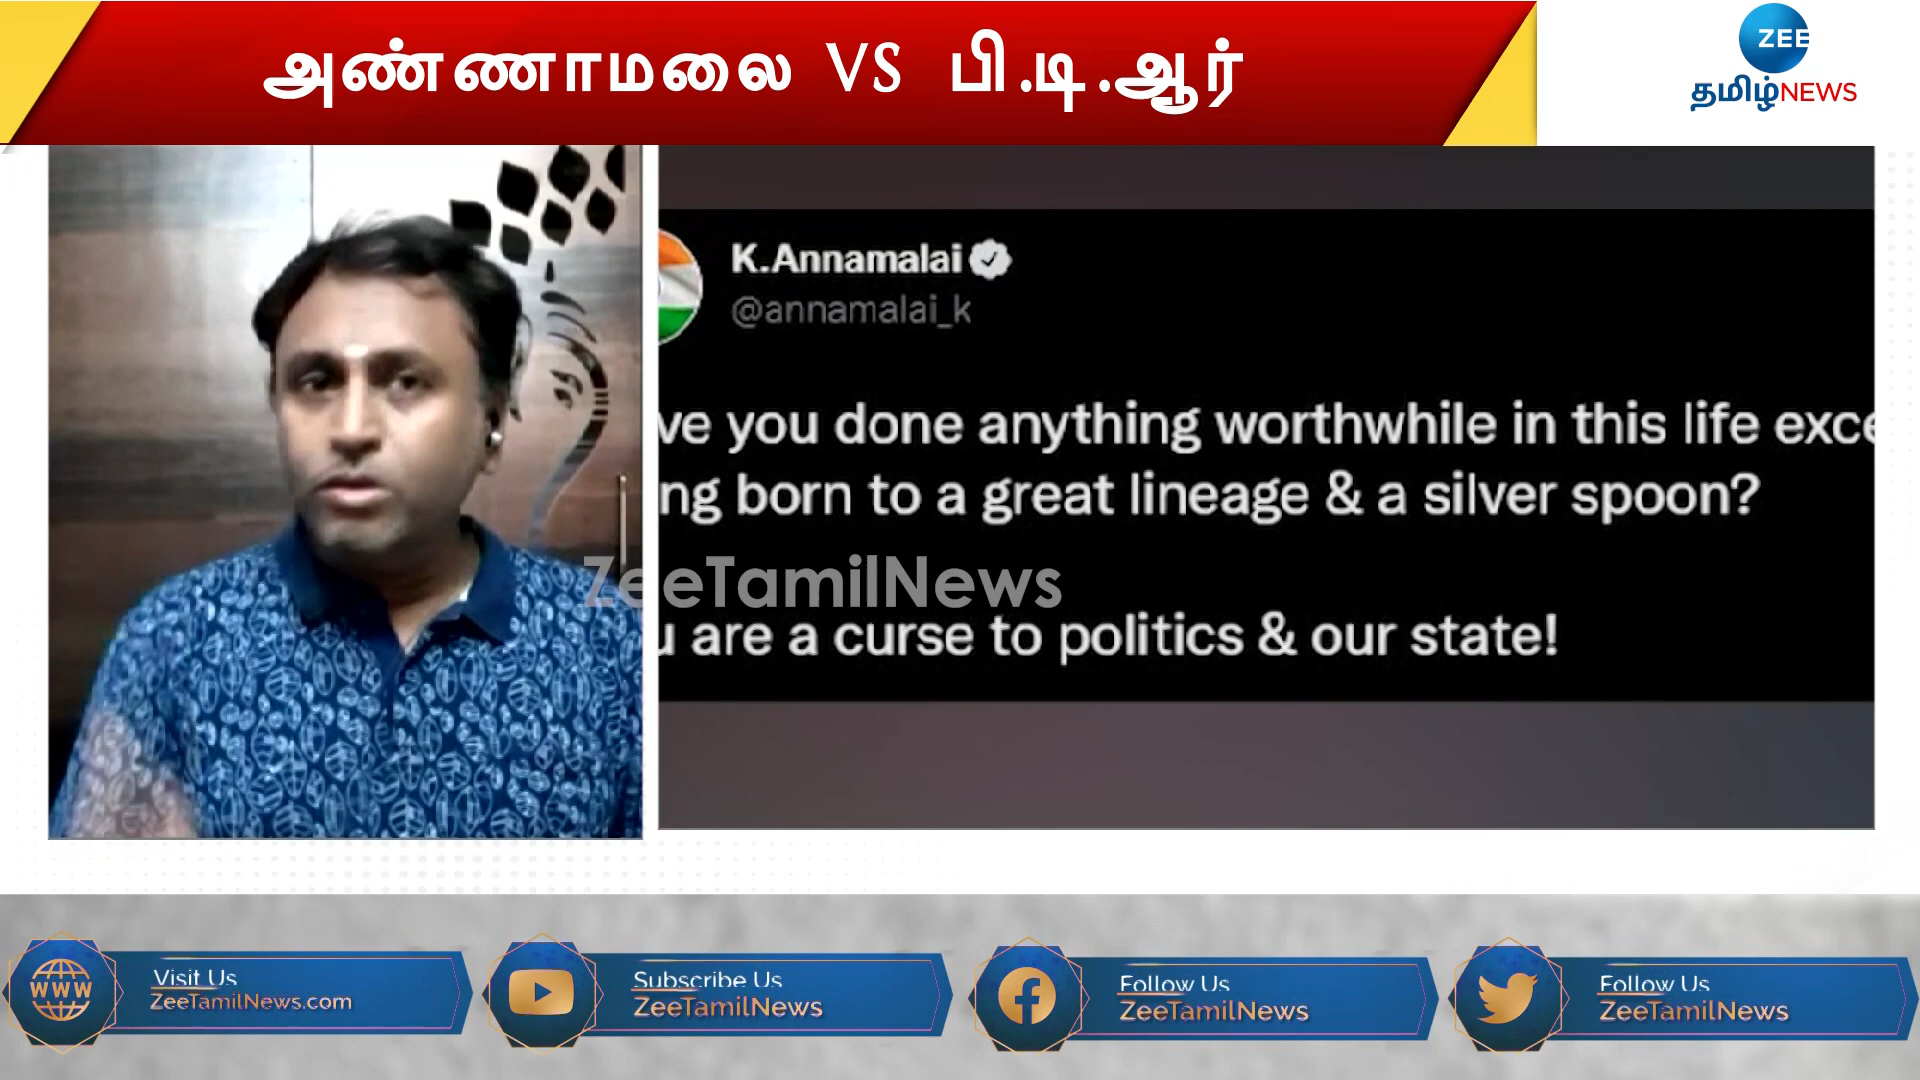 அண்ணாமலை VS பி.டி.ஆர்
ZEE
தமிழ்NEWS
K.Annamalai
@annamalai_k
ve you done anything worthwhile in this life exce
ng born to a great lineage & a silver spoon?
ZeeTamilNews
u are a curse to politics & our state!
WWW
Visit Us
ZeeTamilNews.com
Subscribe Us
ZeeTamilNews
Follow Us
ZeeTamilNews
Follow Us
ZeeTamilNews